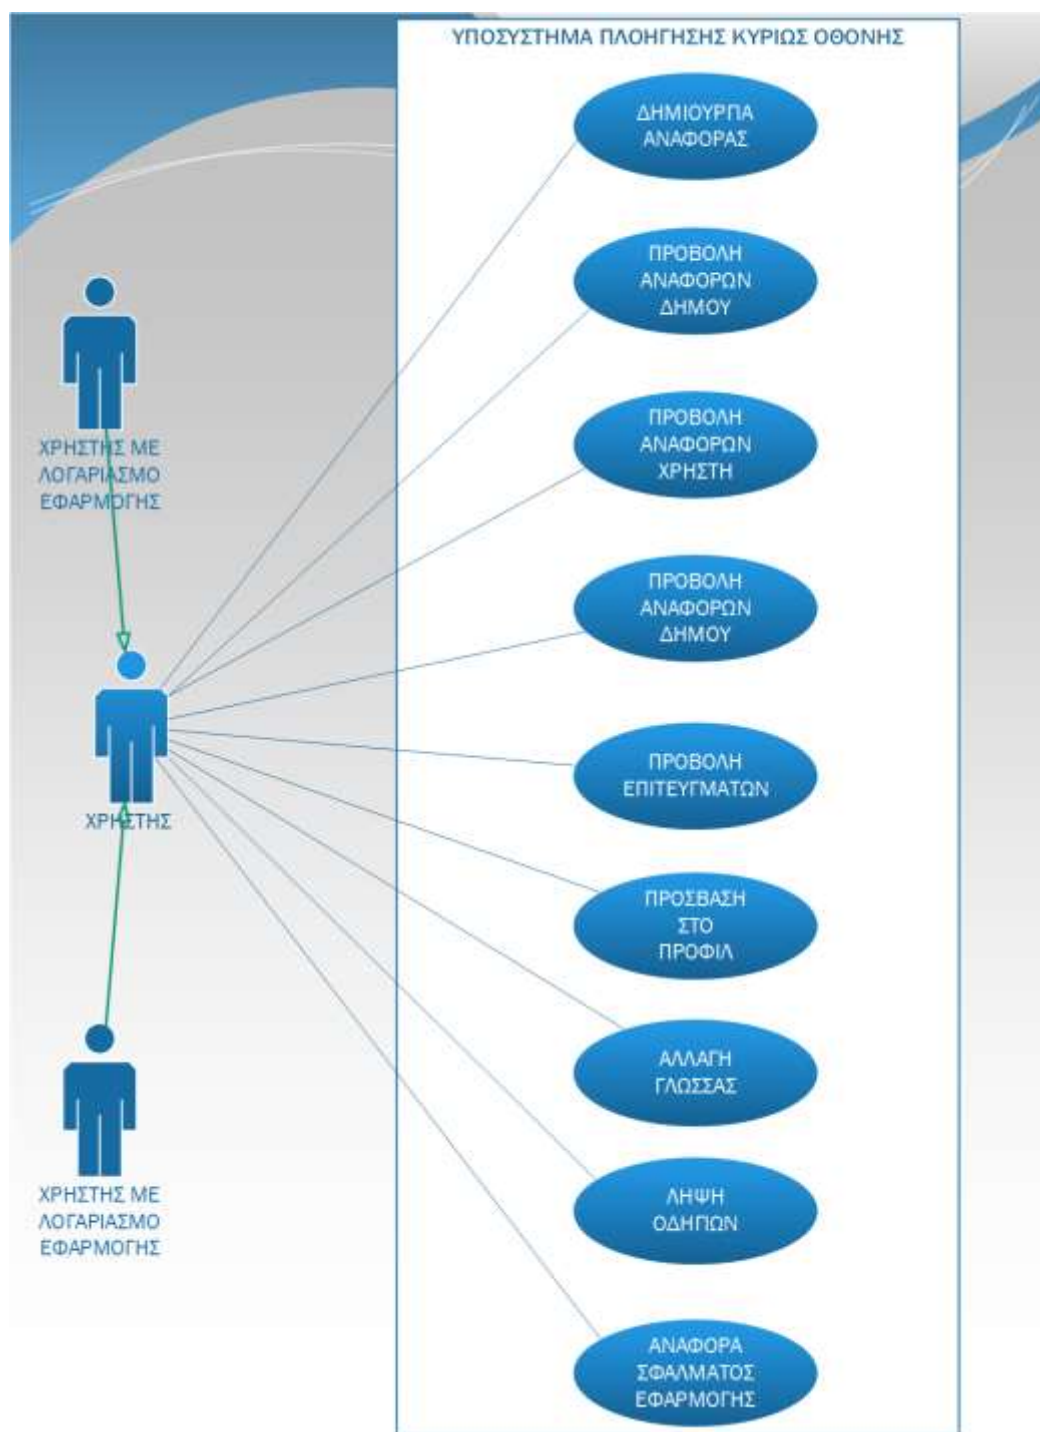 ΥΠΟΣΥΣΤΗΜΑ ΠΛΟΗΓΗΣΗΣ ΚΥΡΙΩΣ ΟΘΟΝΗΣ
ΔΗΜΙΟΥΡΓΙΑ
ΑΝΑΦΟΡΑΣ
ΠΡΟΒΟΛΗ
ΑΝΑΦΟΡΩΝ
ΔΗΜΟΥ
ΠΡΟΒΟΛΗ
ΑΝΑΦΟΡΩΝ
ΧΡΗΣΤΗ
ΧΡΗΣΤΗΣ ΜΕ
ΛΟΓΑΡΙΑΣΜΟ
ΕΦΑΡΜΟΓΗΣ
ΠΡΟΒΟΛΗ
ΑΝΑΦΟΡΩΝ
ΔΗΜΟΥ
ΠΡΟΒΟΛΗ
ΕΠΙΤΕΥΓΜΑΤΩΝ
ΧΡΗΣΤΗΣ
ΠΡΟΣΒΑΣΗ
ΣΤΟ
ΠΡΟΦΙΛ
ΑΛΛΑΓΗ
ΓΛΩΣΣΑΣ
ΛΗΨΗ
ΟΔΗΓΙΩΝ
ΧΡΗΣΤΗΣ ΜΕ
ΛΟΓΑΡΙΑΣΜΟ
ΕΦΑΡΜΟΓΗΣ
ΑΝΑΦΟΡΑ
ΣΦΑΛΜΑΤΟΣ
ΕΦΑΡΜΟΓΗΣ